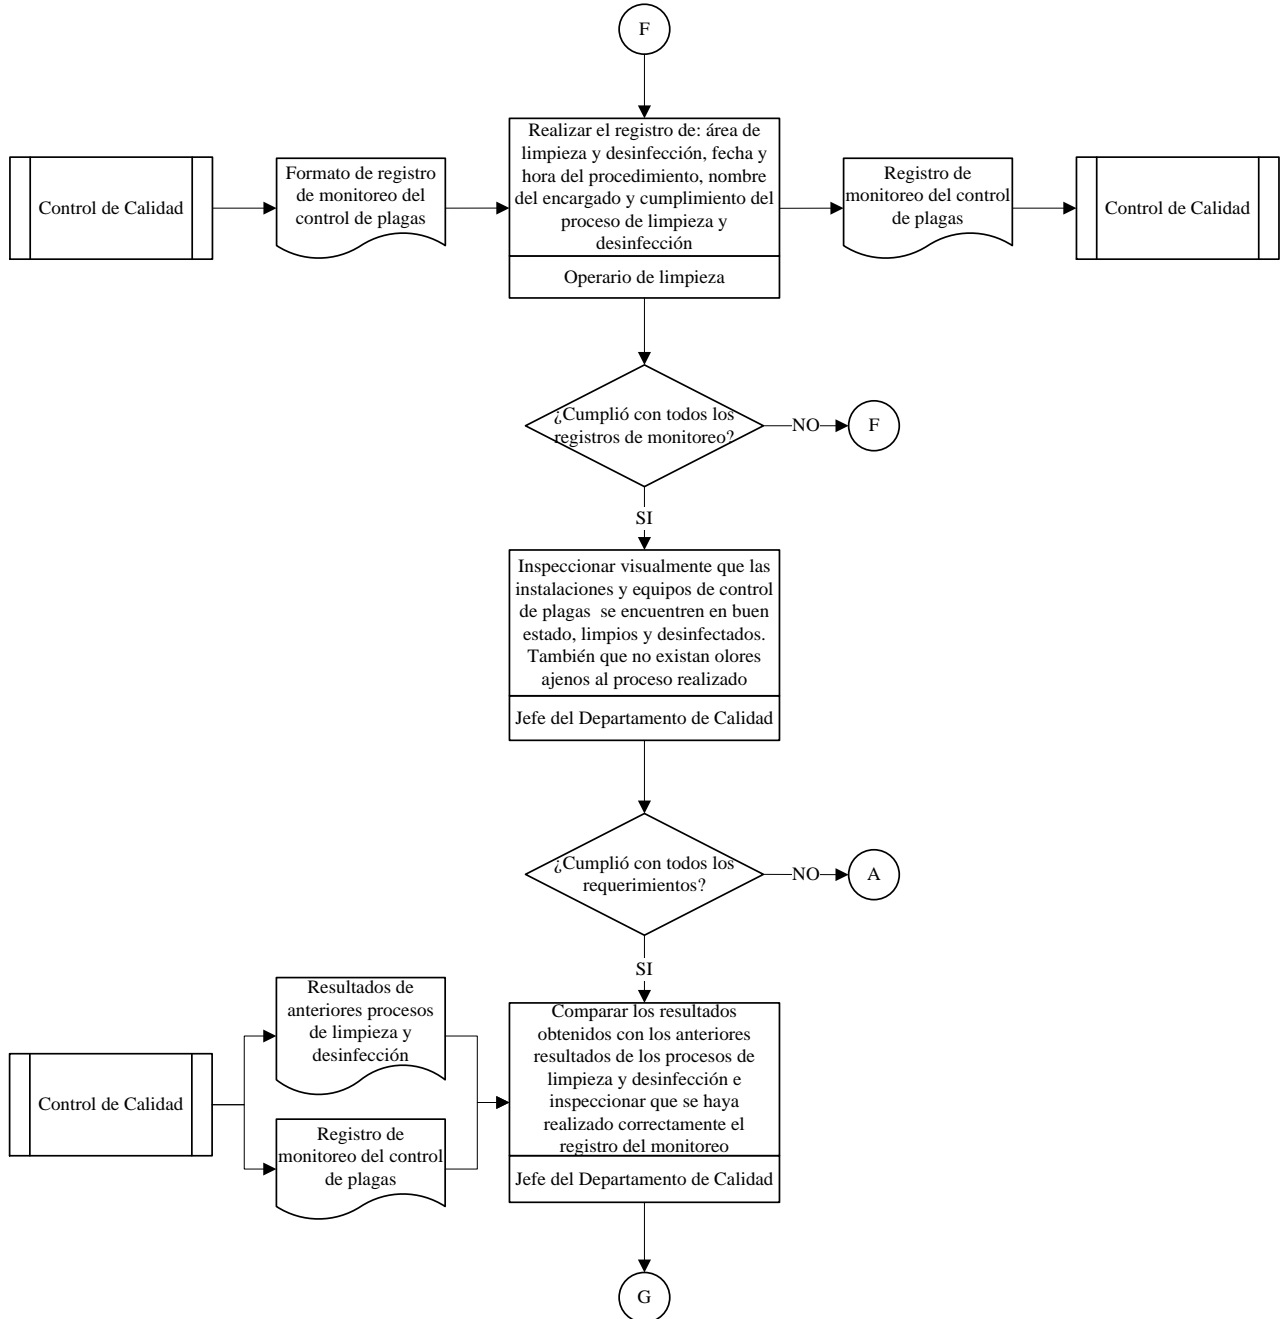 F
Control de Calidad
Formato de registro
de monitoreo del
control de plagas
Realizar el registro de: área de
limpieza y desinfección, fecha y
hora del procedimiento, nombre
del encargado y cumplimiento del
proceso de limpieza y
desinfección
Operario de limpieza
Registro de
monitoreo del control
de plagas
Control de Calidad
¿Cumplió con todos los
registros de monitoreo?
NO
F
SI
Inspeccionar visualmente que las
instalaciones y equipos de control
de plagas se encuentren en buen
estado, limpios y desinfectados.
También que no existan olores
ajenos al proceso realizado
Jefe del Departamento de Calidad
¿Cumplió con todos los
requerimientos?
NO
A
SI
Control de Calidad
Resultados de
anteriores procesos
de limpieza y
desinfección
Registro de
monitoreo del control
de plagas
Comparar los resultados
obtenidos con los anteriores
resultados de los procesos de
limpieza y desinfección e
inspeccionar que se haya
realizado correctamente el
registro del monitoreo
Jefe del Departamento de Calidad
G